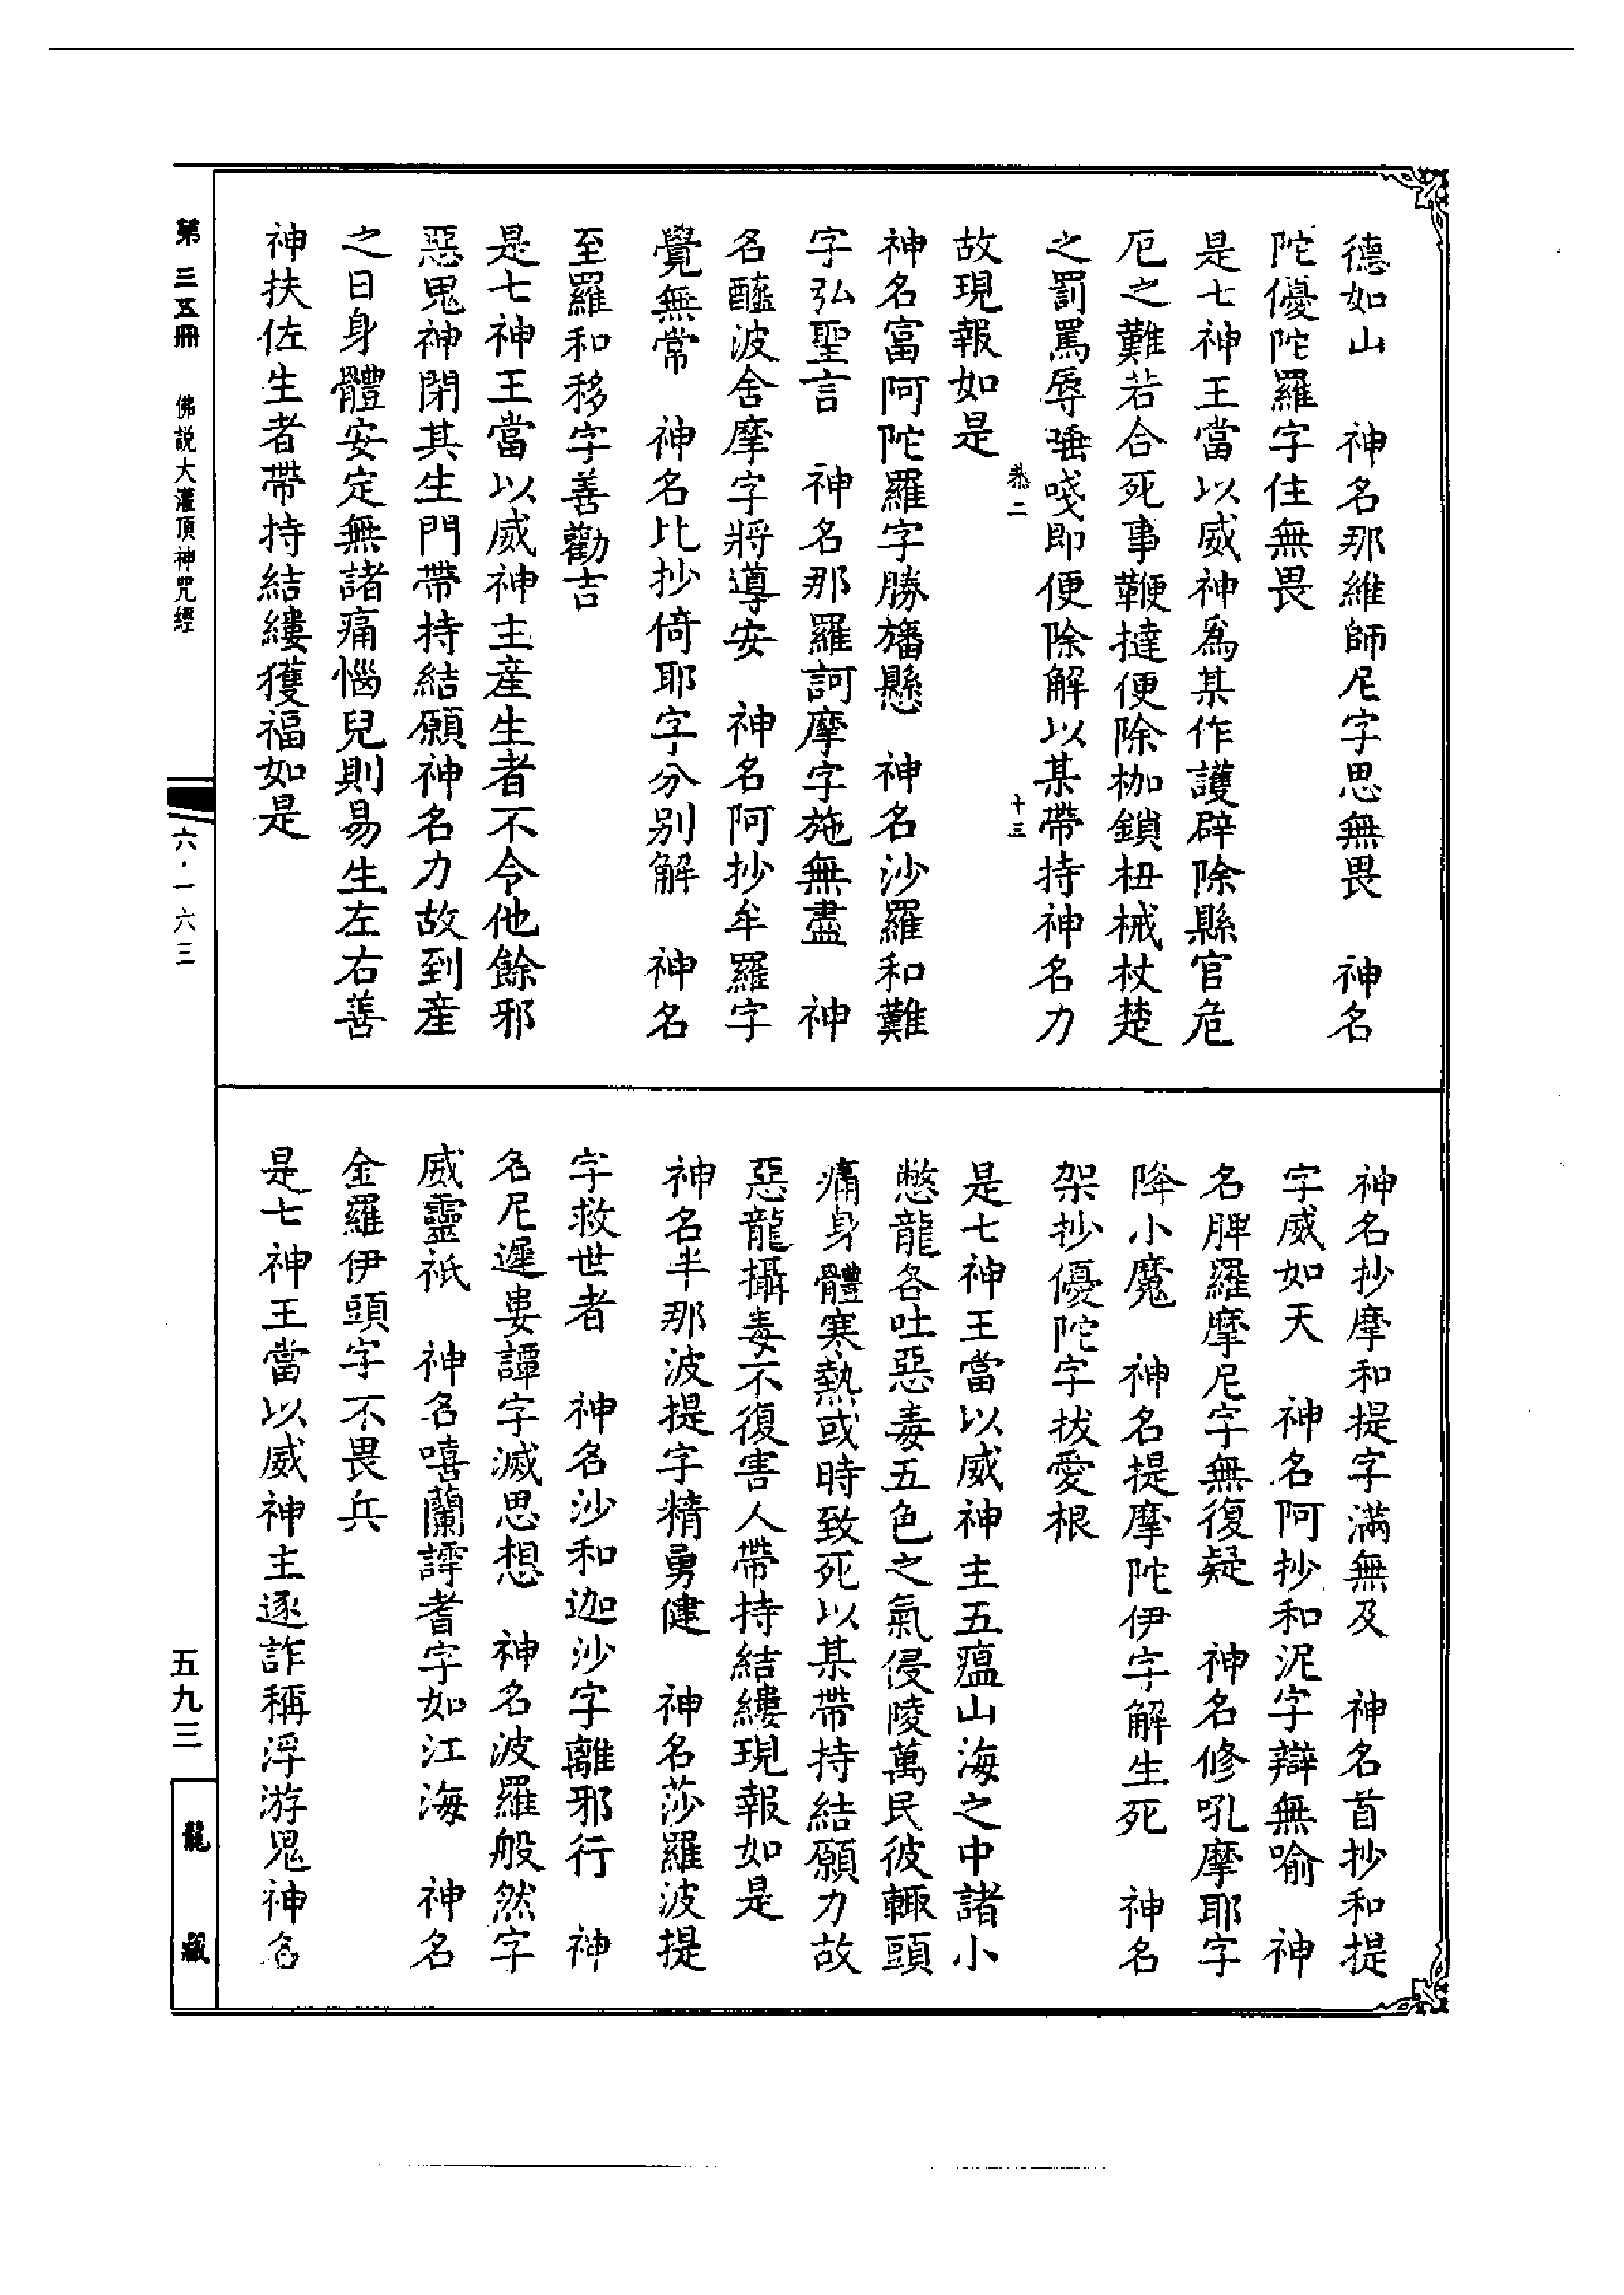 德如山　神名那維師尼字思無畏　神名
陀優陀羅字住無畏
是七神王當以威神爲某作護辟除縣官危
厄之難若合死事鞭撻便除枷鎖杻械杖楚
之罰罵辱唾唾即便除解以某帶持神名力
㳟二　十三
故現報如是
神名富阿陀羅字勝旛懸　神名沙羅和難
字弘聖言　神名那羅訶摩字施無盡　神
名醯波舍摩字將導安　神名阿抄牟羅字
覺無常　神名比抄倚耶字分别解　神名
至羅和移字善勸吉
是七神王當以威神主産生者不令他餘邪
惡鬼神閉其生門帶持結願神名力故到産
之日身體安定無諸痛惱兒則易生左右善
神扶佐生者帶持結縷獲福如是
神名抄摩和提字滿無及　神名首抄和提
字威如天　神名阿抄和泥字辯無喻　神
名脾羅摩尼字無復疑　神名修吼摩耶字
降小魔　神名提摩陀伊字解生死　神名
架抄優陀字拔愛根
是七神王當以威神主五瘟山海之中諸小
憋龍各吐惡毒五色之氣侵陵萬民彼輙頭
痛身體寒熱或時致死以某帶持結願力故
惡龍攝毒不復害人帶持結縷現報如是
神名半那波提字精勇健　神名莎羅波提
字救世者　神名沙和迦沙字離邪行　神
名尼遲婁譚字滅思想　神名波羅般然字
威靈祇　神名嘻蘭譁耆字如江海　神名
金羅伊頭字不畏兵
是七神王當以威神主逐詐稱浮游鬼神名
第三五冊　佛説大灌頂神咒經
六·一六三
五九三
龍藏